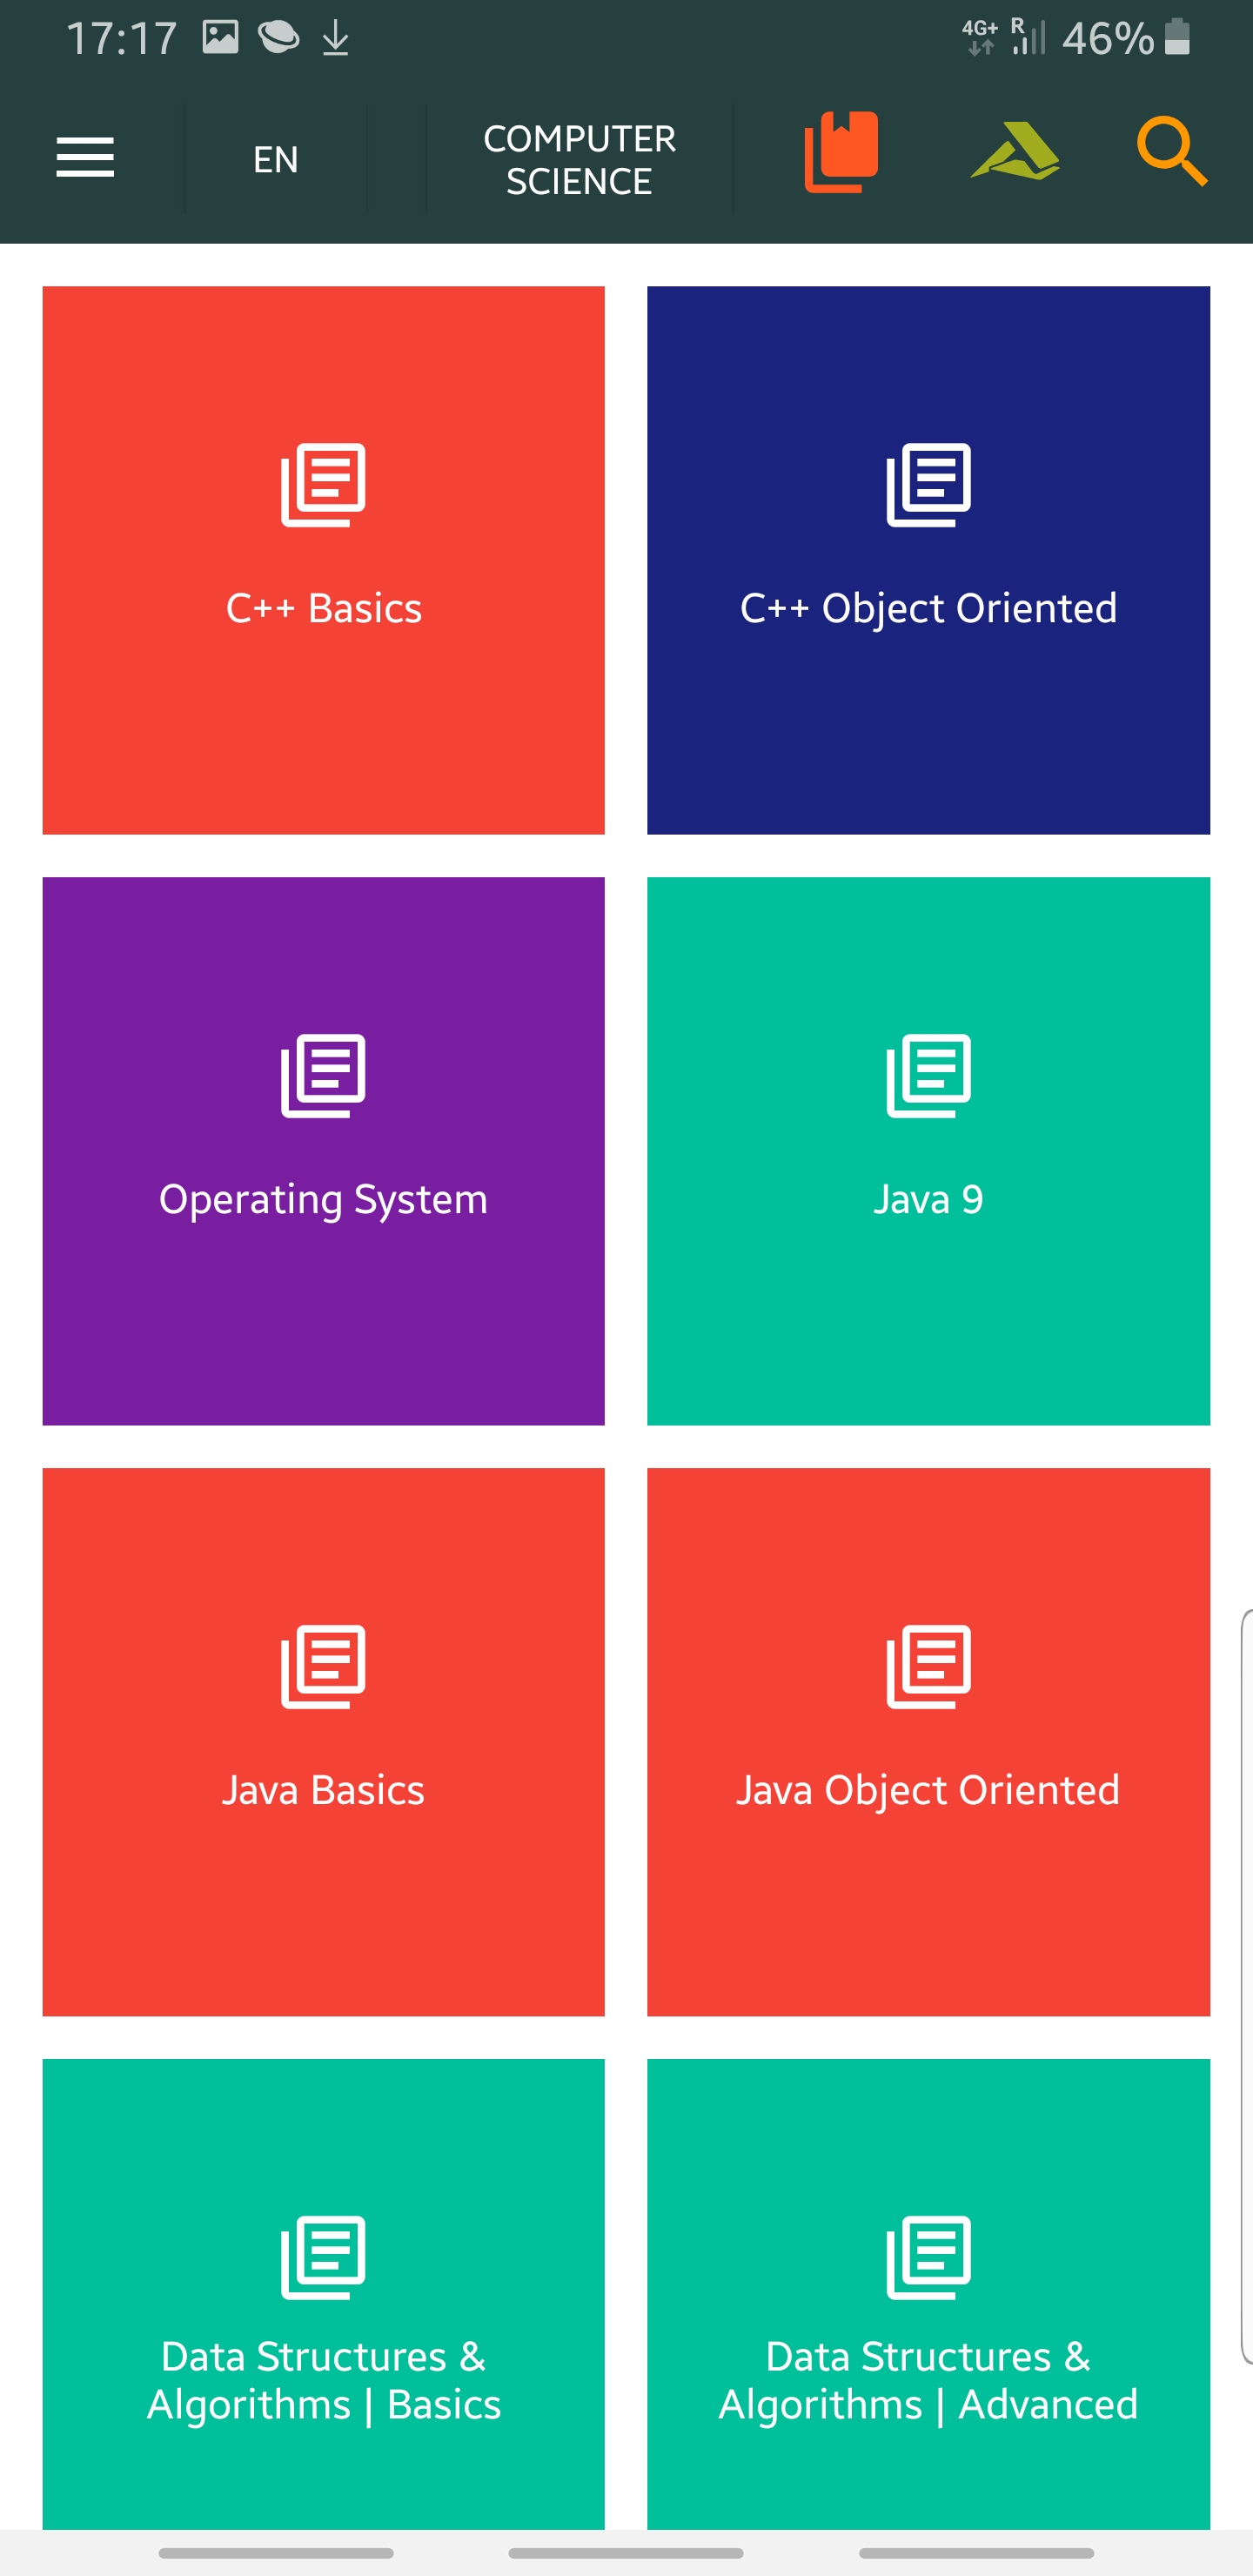 17:17
4G+ R 46%
EN
COMPUTER
SCIENCE
C++ Basics
C++ Object Oriented
Operating System
Java 9
Java Basics
Java Object Oriented
Data Structures &
Algorithms | Basics
Data Structures &
Algorithms | Advanced